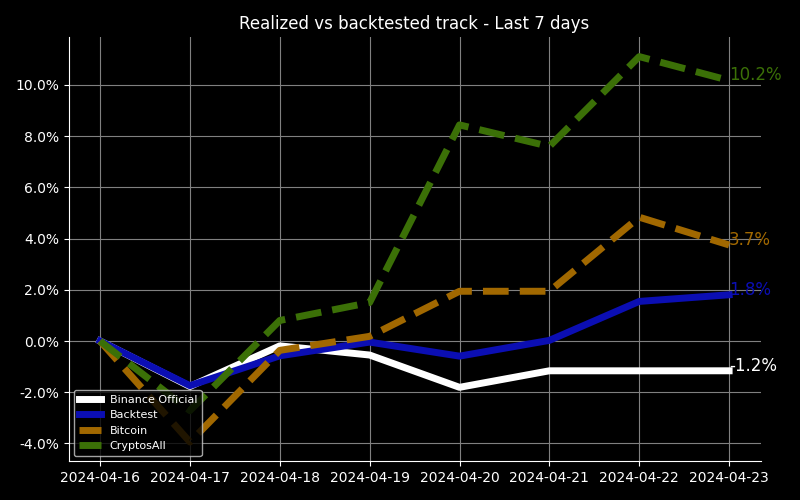 Realized vs backtested track - Last 7 days
10.0%
8.0%
6.0%
4.0%
2.0%
0.0%
-2.0%
-4.0%
10.2%
3.7%
1.8%
-1.2%
Binance Official
Backtest
Bitcoin
CryptosAll
2024-04-16 2024-04-17 2024-04-18 2024-04-19 2024-04-20 2024-04-21 2024-04-22 2024-04-23